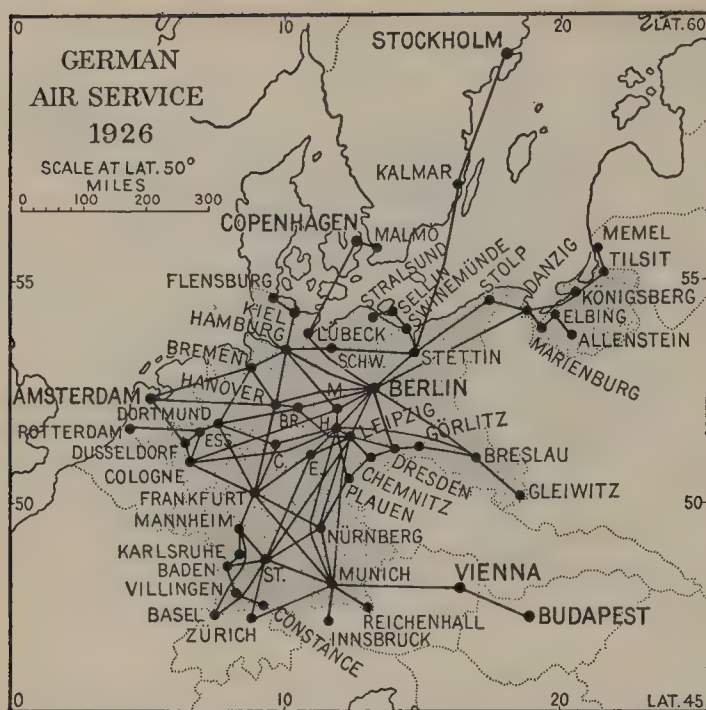 0
10
20
LAT. 60
STOCKHOLM
GERMAN
AIR SERVICE
1926
SCALE AT LAT. 50°
MILES
0 100 200 300
KALMAR
COPENHAGEN
MALMÖ
MEMEL
TILSIT
55
55
FLENSBURG
STRALSUND
SELLIN
SWINEMÜNDE
STOLP
DANZIG
KÖNIGSBERG
KIEL
ELBING
HAMBURG
LÜBECK
ALLENSTEIN
SCHW.
STETTIN
MARIENBURG
BREMEN
HANOVER
M.
BERLIN
AMSTERDAM
DORTMUND
BR.
H.
LEIPZIG
GÖRLITZ
ROTTERDAM
ESS.
DUSSELDORF
C.
E.
DRESDEN
BRESLAU
COLOGNE
CHEMNITZ
GLEIWITZ
FRANKFURT
PLAUEN
50
50
MANNHEIM
NÜRNBERG
KARLSRUHE
BADEN
ST.
MUNICH
VIENNA
VILLINGEN
BASEL
CONSTANCE
REICHENHALL
BUDAPEST
ZÜRICH
INNSBRUCK
0
10
20
LAT. 45